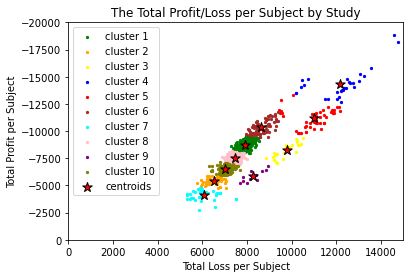 The Total Profit/Loss per Subject by Study
Total Profit per Subject
−20000
−17500
−15000
−12500
−10000
−7500
−5000
−2500
0
cluster 1
cluster 2
cluster 3
cluster 4
cluster 5
cluster 6
cluster 7
cluster 8
cluster 9
cluster 10
centroids
0 2000 4000 6000 8000 10000 12000 14000
Total Loss per Subject